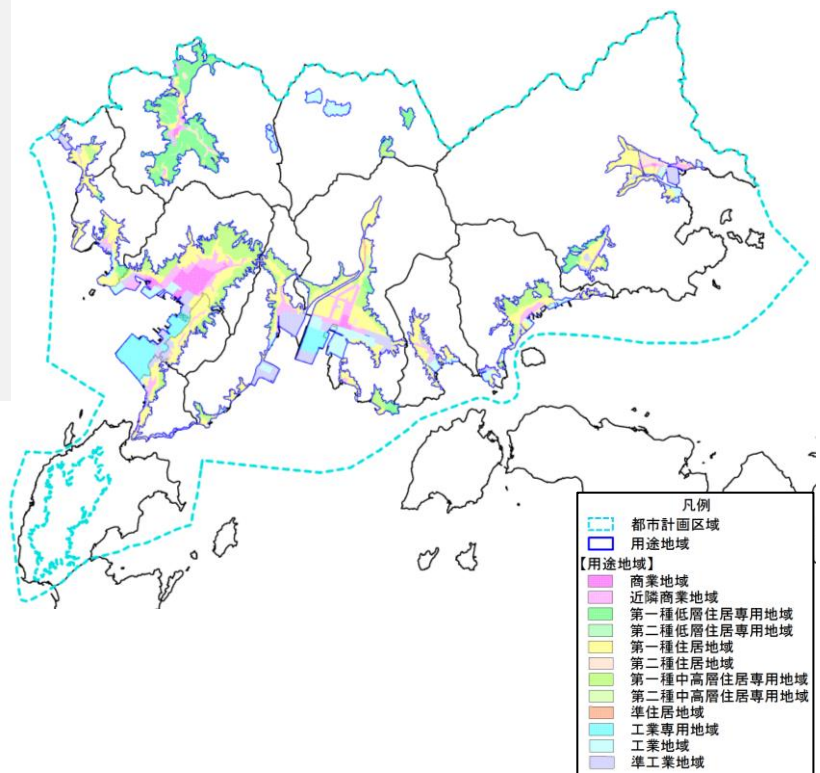 凡例
都市計画区域
用途地域
【用途地域】
商業地域
近隣商業地域
第一種低層住居専用地域
第二種低層住居専用地域
第一種住居地域
第二種住居地域
第一種中高層住居専用地域
第二種中高層住居専用地域
準住居地域
工業専用地域
工業地域
準工業地域